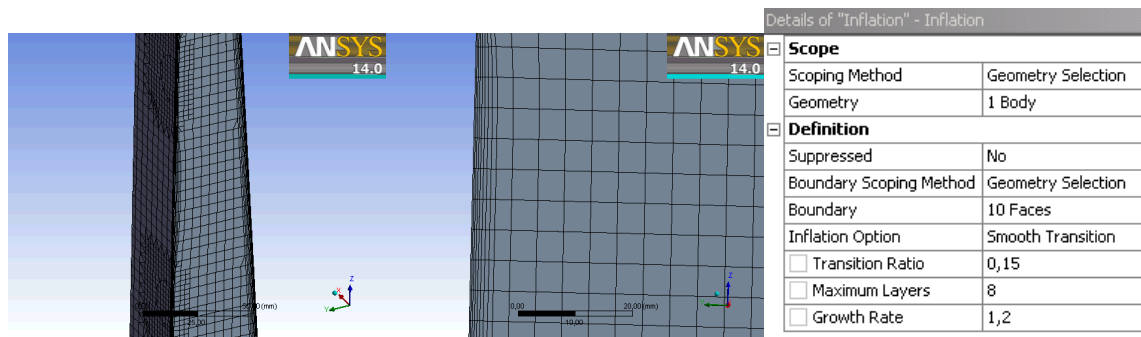 ANSYS
14.0
Z
X
Y
25,00
ANSYS
14.0
0,00
20,00 (mm)
10,00
Z
Details of "Inflation" - Inflation
Scope
Scoping Method Geometry Selection
Geometry 1 Body
Definition
Suppressed No
Boundary Scoping Method Geometry Selection
Boundary 10 Faces
Inflation Option Smooth Transition
Transition Ratio 0,15
Maximum Layers 8
Growth Rate 1,2